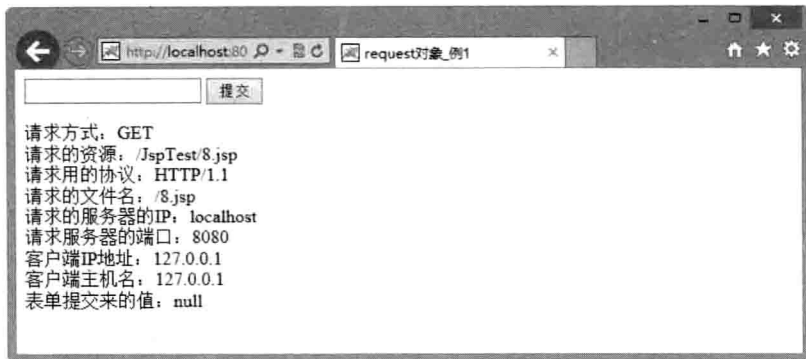 http://localhost:80
request对象_例1
提交
请求方式：GET
请求的资源：/JspTest/8.jsp
请求用的协议：HTTP/1.1
请求的文件名：/8.jsp
请求的服务器的IP：localhost
请求服务器的端口：8080
客户端IP地址：127.0.0.1
客户端主机名：127.0.0.1
表单提交来的值：null